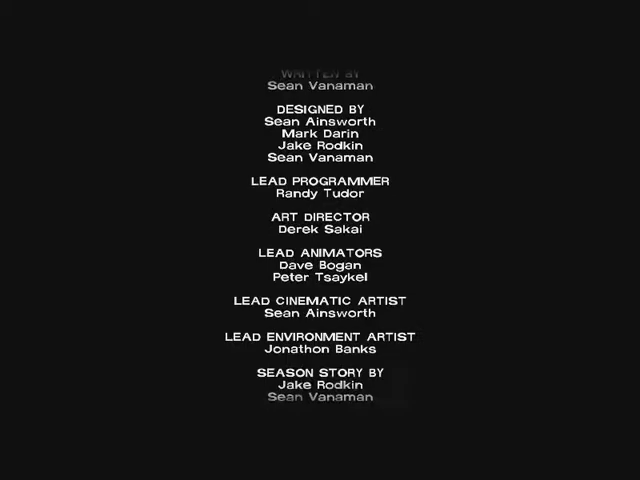 WRITTEN BY
Sean Vanaman
DESIGNED BY
Sean Ainsworth
Mark Darin
Jake Rodkin
Sean Vanaman
LEAD PROGRAMMER
Randy Tudor
ART DIRECTOR
Derek Sakai
LEAD ANIMATORS
Dave Bogan
Peter Tsaykel
LEAD CINEMATIC ARTIST
Sean Ainsworth
LEAD ENVIRONMENT ARTIST
Jonathon Banks
SEASON STORY BY
Jake Rodkin
Sean Vanaman